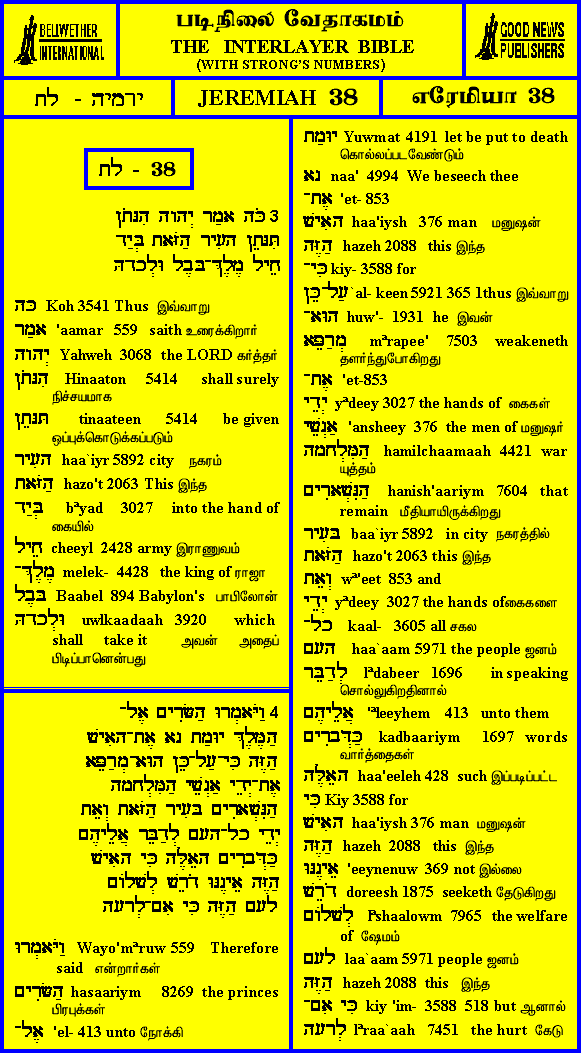 BELLWETHER
INTERNATIONAL
படிநிலை வேதாகமம்
THE INTERLAYER BIBLE
(WITH STRONG'S NUMBERS)
GOOD NEWS
PUBLISHERS
ירמיה - לח
JEREMIAH 38
எரேமியா 38
לח - 38
3 כֹּה אָמַר יְהוָה הִנָּתֹן
תִּנָּתֵן הָעִיר הַזֹּאת בְּיַד
חֵיל מֶלֶךְ־בָּבֶל וּלְכָדָהּ
כֹּה Koh 3541 Thus இவ்வாறு
אָמַר 'aamar 559 saith உரைக்கிறார்
יְהוָה Yahweh 3068 the LORD கர்த்தர்
הִנָּתֹן Hinaaton 5414 shall surely
நிச்சயமாக
תִּנָּתֵן tinaateen 5414 be given
ஒப்புக்கொடுக்கப்படும்
הָעִיר haa`iyr 5892 city நகரம்
הַזֹּאת hazo't 2063 This இந்த
בְּיַד bᵊyad 3027 into the hand of
கையில்
חֵיל cheeyl 2428 army இராணுவம்
מֶלֶךְ־ melek- 4428 the king of ராஜா
בָּבֶל Baabel 894 Babylon's பாபிலோன்
וּלְכָדָהּ uwlkaadaah 3920 which
shall take it அவன் அதைப்
பிடிப்பானென்பது
4 וַיֹּאמְרוּ הַשָּׂרִים אֶל־
הַמֶּלֶךְ יוּמַת נָא אֶת־הָאִישׁ
הַזֶּה כִּי־עַל־כֵּן הוּא־מְרַפֵּא
אֶת־יְדֵי אַנְשֵׁי הַמִּלְחָמָה
הַנִּשְׁאָרִים בָּעִיר הַזֹּאת וְאֵת
יְדֵי כָל־הָעָם לְדַבֵּר אֲלֵיהֶם
כַּדְּבָרִים הָאֵלֶּה כִּי הָאִישׁ
הַזֶּה אֵינֶנּוּ דֹרֵשׁ לְשָׁלוֹם
לָעָם הַזֶּה כִּי אִם־לְרָעָה
וַיֹּאמְרוּ Wayo'mᵊruw 559 Therefore
said என்றார்கள்
הַשָּׂרִים hasaariym 8269 the princes
பிரபுக்கள்
אֶל־ 'el- 413 unto நோக்கி
יוּמַת Yuwmat 4191 let be put to death
கொல்லப்படவேண்டும்
נָא naa' 4994 We beseech thee
אֶת־ 'et- 853
הָאִישׁ haa'iysh 376 man மனுஷன்
הַזֶּה hazeh 2088 this இந்த
כִּי־ kiy- 3588 for
עַל־כֵּן `al- keen 5921 365 1thus இவ்வாறு
הוּא־ huw'- 1931 he இவன்
מְרַפֵּא mᵊrapee' 7503 weakeneth
தளர்ந்துபோகிறது
אֶת־ 'et-853
יְדֵי yᵊdeey 3027 the hands of கைகள்
אַנְשֵׁי 'ansheey 376 the men of மனுஷர்
הַמִּלְחָמָה hamilchaamaah 4421 war
யுத்தம்
הַנִּשְׁאָרִים hanish'aariym 7604 that
remain மீதியாயிருக்கிறது
בָּעִיר baa`iyr 5892 in city நகரத்தில்
הַזֹּאת hazo't 2063 this இந்த
וְאֵת wᵊ'eet 853 and
יְדֵי yᵊdeey 3027 the hands of கைகளை
כָל־ kaal- 3605 all சகல
הָעָם haa`aam 5971 the people ஜனம்
לְדַבֵּר lᵊdabeer 1696 in speaking
சொல்லுகிறதினால்
אֲלֵיהֶם 'ᵃleeyhem 413 unto them
כַּדְּבָרִים kadbaariym 1697 words
வார்த்தைகள்
הָאֵלֶּה haa'eeleh 428 such இப்படிப்பட்ட
כִּי Kiy 3588 for
הָאִישׁ haa'iysh 376 man மனுஷன்
הַזֶּה hazeh 2088 this இந்த
אֵינֶנּוּ 'eeynenuw 369 not இல்லை
דֹרֵשׁ doreesh 1875 seeketh தேடுகிறது
לְשָׁלוֹם lᵊshaalowm 7965 the welfare
of ஷேமம்
לָעָם laa`aam 5971 people ஜனம்
הַזֶּה hazeh 2088 this இந்த
כִּי אִם־ kiy 'im- 3588 518 but ஆனால்
לְרָעָה lᵊraa`aah 7451 the hurt கேடு